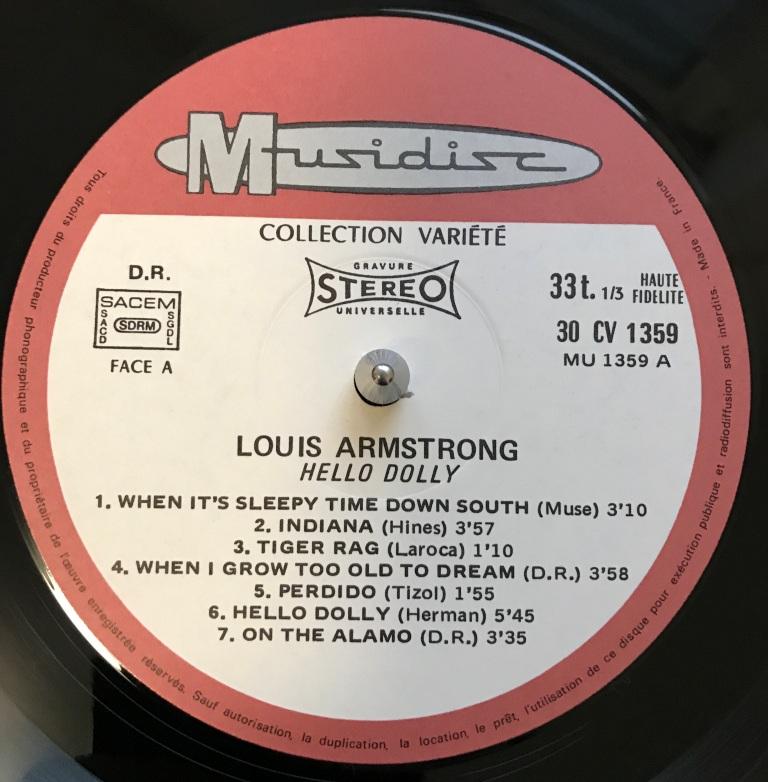 Musidisc
COLLECTION VARIÉTÉ
D.R.
SACEM
SACD
SDRM
SGDL
FACE A
GRAVURE
STEREO
UNIVERSELLE
33t. 1/3 HAUTE FIDELITE
30 CV 1359
MU 1359 A
LOUIS ARMSTRONG
HELLO DOLLY
1. WHEN IT'S SLEEPY TIME DOWN SOUTH (Muse) 3'10
2. INDIANA (Hines) 3'57
3. TIGER RAG (Laroca) 1'10
4. WHEN I GROW TOO OLD TO DREAM (D.R.) 3'58
5. PERDIDO (Tizol) 1'55
6. HELLO DOLLY (Herman) 5'45
7. ON THE ALAMO (D.R.) 3'35
Tous droits du producteur phonographique et du propriétaire de l'œuvre enregistrée réservés. Sauf autorisation, la duplication, la location, le prêt, l'utilisation de ce disque pour exécution publique et radiodiffusion sont interdits. - Made in France.